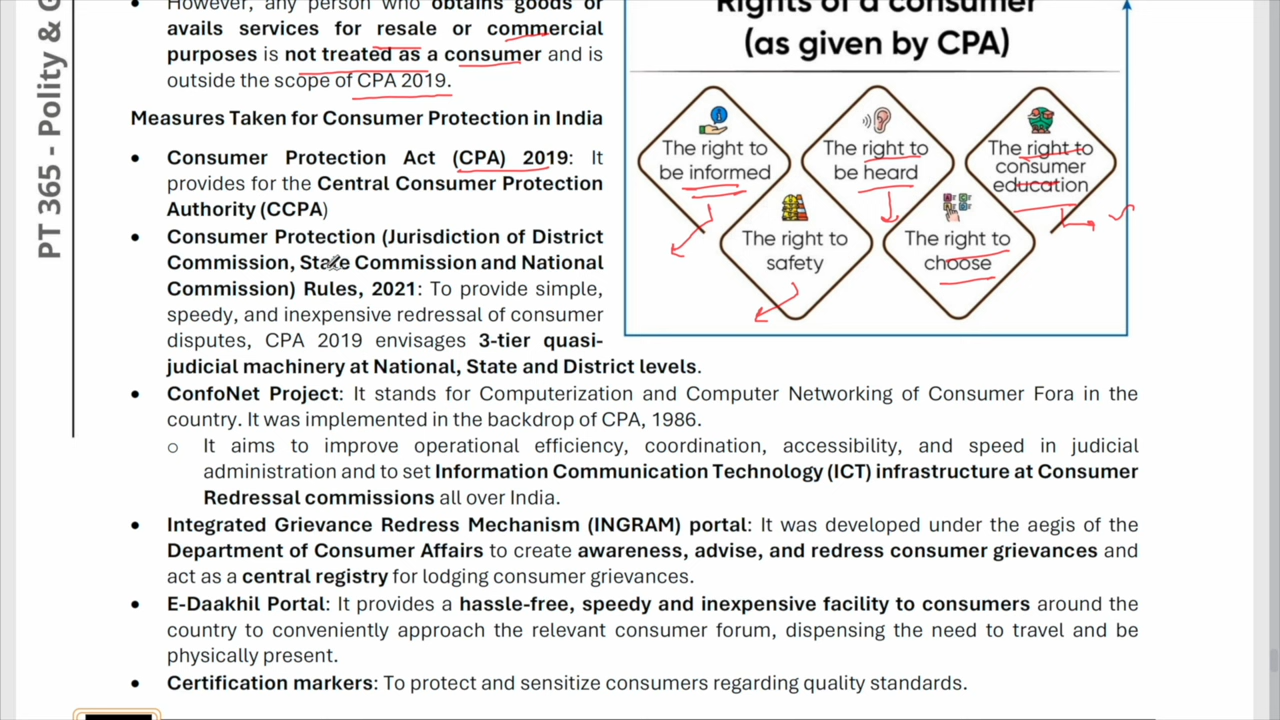 PT 365 - Polity & G
However, any person who obtains goods or
avails services for resale or commercial
purposes is not treated as a consumer and is
outside the scope of CPA 2019.
Measures Taken for Consumer Protection in India
• Consumer Protection Act (CPA) 2019: It
provides for the Central Consumer Protection
Authority (CCPA)
• Consumer Protection (Jurisdiction of District
Commission, State Commission and National
Commission) Rules, 2021: To provide simple,
speedy, and inexpensive redressal of consumer
disputes, CPA 2019 envisages 3-tier quasi-
judicial machinery at National, State and District levels.
Rights of a consumer
(as given by CPA)
The right to
be informed
The right to
be heard
The right to
consumer
education
The right to
safety
The right to
choose
• ConfoNet Project: It stands for Computerization and Computer Networking of Consumer Fora in the
country. It was implemented in the backdrop of CPA, 1986.
o It aims to improve operational efficiency, coordination, accessibility, and speed in judicial
administration and to set Information Communication Technology (ICT) infrastructure at Consumer
Redressal commissions all over India.
• Integrated Grievance Redress Mechanism (INGRAM) portal: It was developed under the aegis of the
Department of Consumer Affairs to create awareness, advise, and redress consumer grievances and
act as a central registry for lodging consumer grievances.
• E-Daakhil Portal: It provides a hassle-free, speedy and inexpensive facility to consumers around the
country to conveniently approach the relevant consumer forum, dispensing the need to travel and be
physically present.
• Certification markers: To protect and sensitize consumers regarding quality standards.